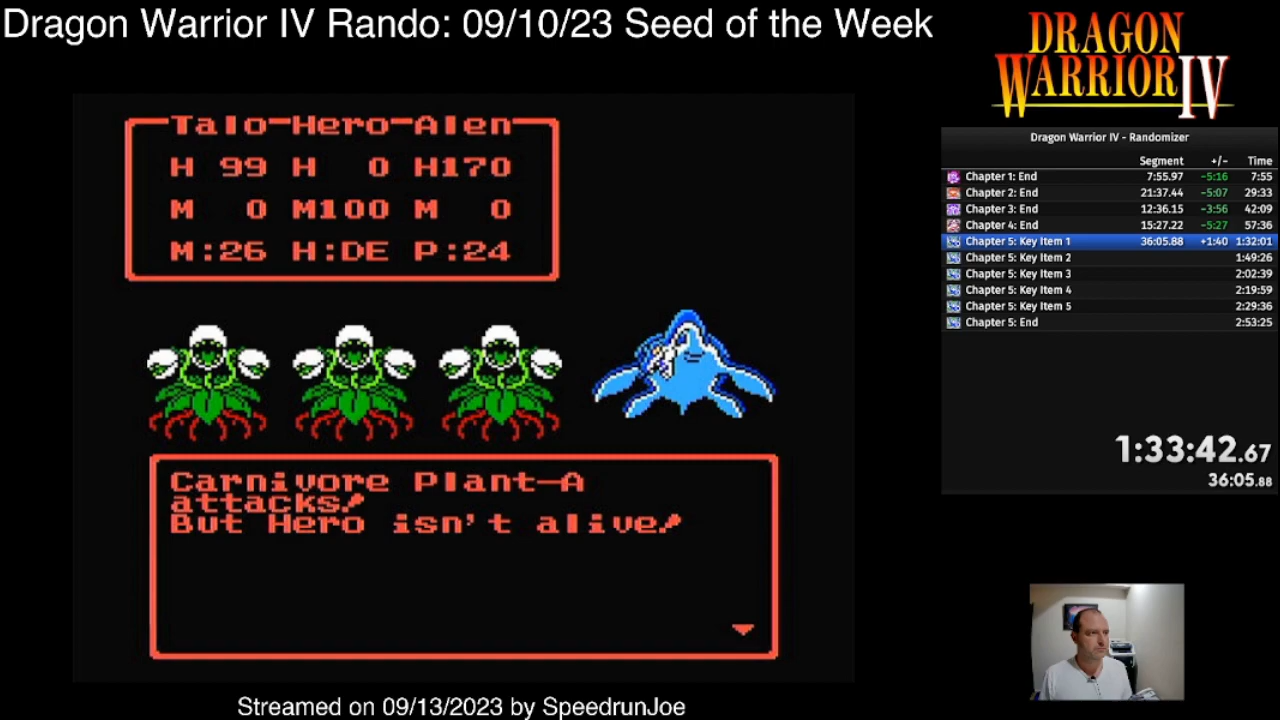 Dragon Warrior IV Rando: 09/10/23 Seed of the Week
DRAGON
WARRIOR IV
Talo Hero Alen
H 99 H 0 H170
M 0 M100 M 0
M:26 H:DE P:24
Carnivore Plant-A
attacks!
But Hero isn't alive!
Dragon Warrior IV - Randomizer
Segment +/- Time
Chapter 1: End 7:55.97 -5:16 7:55
Chapter 2: End 21:37.44 -5:07 29:33
Chapter 3: End 12:36.15 -3:56 42:09
Chapter 4: End 15:27.22 -5:27 57:36
Chapter 5: Key Item 1 36:05.88 +1:40 1:32:01
Chapter 5: Key Item 2 1:49:26
Chapter 5: Key Item 3 2:02:39
Chapter 5: Key Item 4 2:19:59
Chapter 5: Key Item 5 2:29:36
Chapter 5: End 2:53:25
1:33:42.67
36:05.88
Streamed on 09/13/2023 by SpeedrunJoe